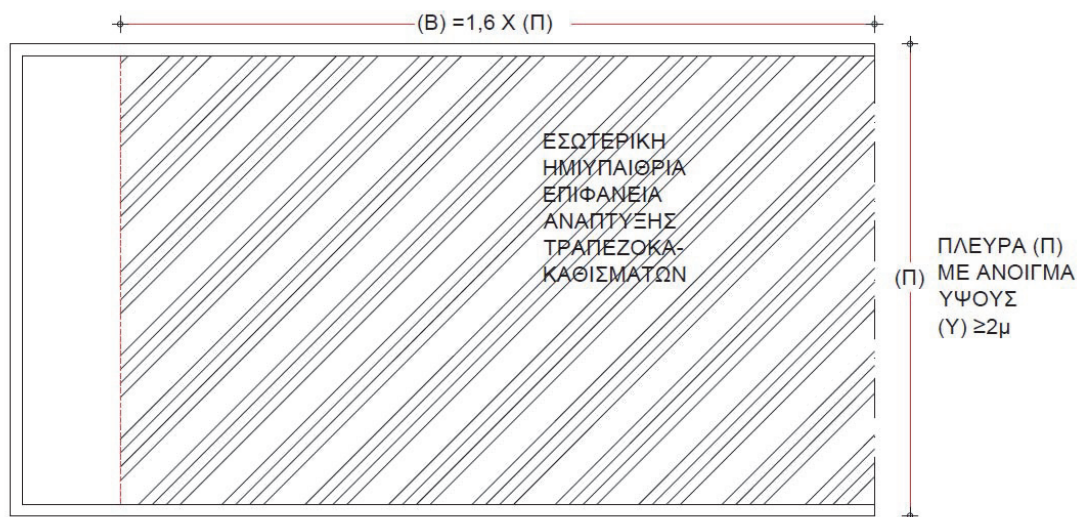 (Β) =1,6 Χ (Π)
ΕΣΩΤΕΡΙΚΗ
ΗΜΙΥΠΑΙΘΡΙΑ
ΕΠΙΦΑΝΕΙΑ
ΑΝΑΠΤΥΞΗΣ
ΤΡΑΠΕΖΟΚΑ-
ΚΑΘΙΣΜΑΤΩΝ
(Π)
ΠΛΕΥΡΑ (Π)
ΜΕ ΑΝΟΙΓΜΑ
ΥΨΟΥΣ
(Υ) ≥2μ